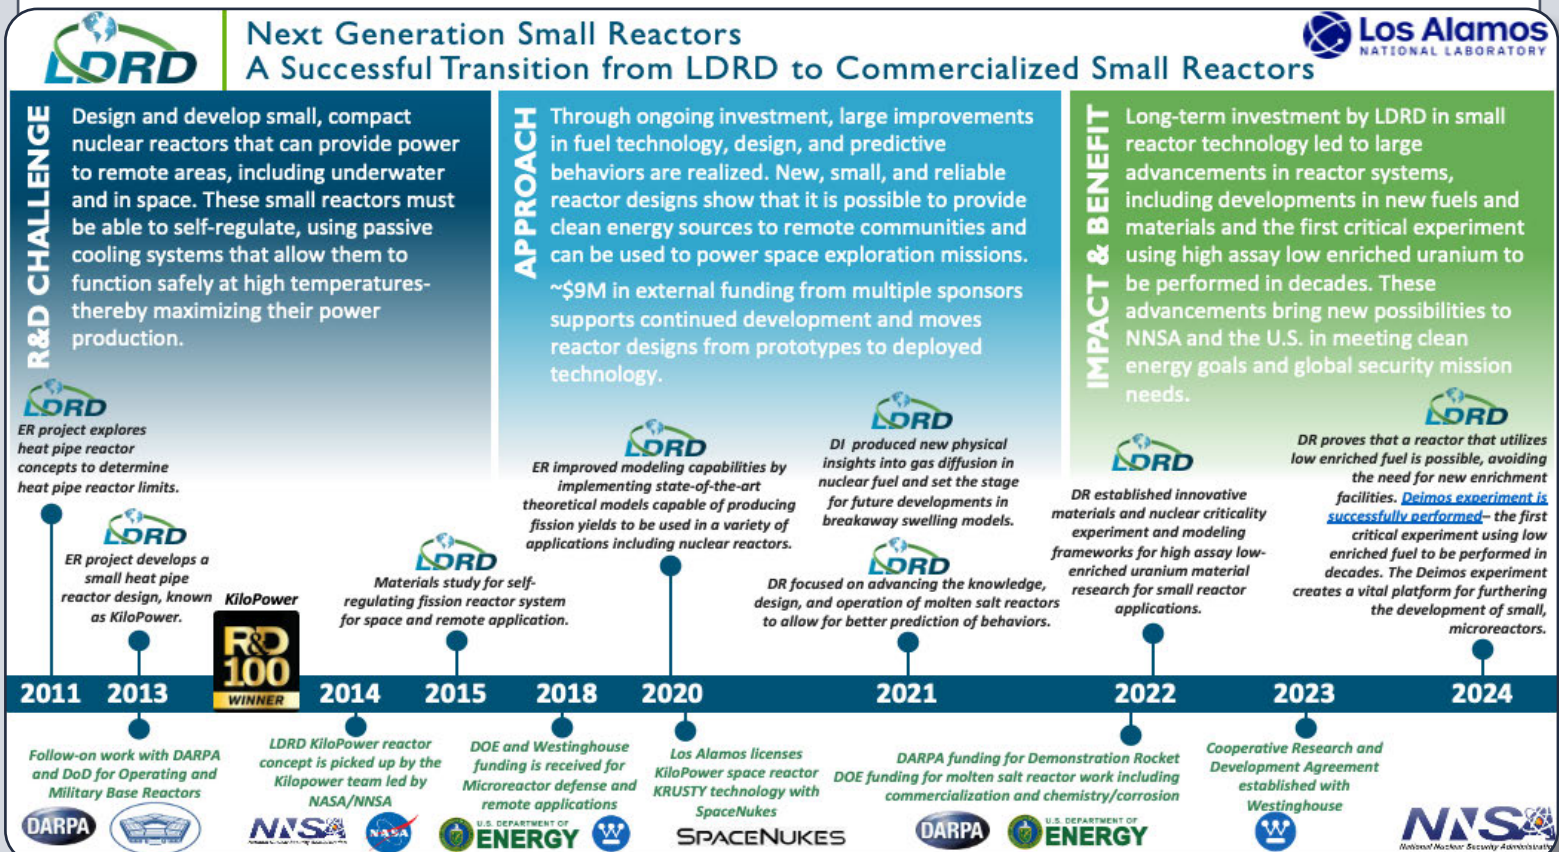 LDRD
Next Generation Small Reactors
A Successful Transition from LDRD to Commercialized Small Reactors
Los Alamos
NATIONAL LABORATORY
R&D CHALLENGE
Design and develop small, compact
nuclear reactors that can provide power
to remote areas, including underwater
and in space. These small reactors must
be able to self-regulate, using passive
cooling systems that allow them to
function safely at high temperatures-
thereby maximizing their power
production.
APPROACH
Through ongoing investment, large improvements
in fuel technology, design, and predictive
behaviors are realized. New, small, and reliable
reactor designs show that it is possible to provide
clean energy sources to remote communities and
can be used to power space exploration missions.
~$9M in external funding from multiple sponsors
supports continued development and moves
reactor designs from prototypes to deployed
technology.
IMPACT & BENEFIT
Long-term investment by LDRD in small
reactor technology led to large
advancements in reactor systems,
including developments in new fuels and
materials and the first critical experiment
using high assay low enriched uranium to
be performed in decades. These
advancements bring new possibilities to
NNSA and the U.S. in meeting clean
energy goals and global security mission
needs.
LDRD
ER project explores
heat pipe reactor
concepts to determine
heat pipe reactor limits.
LDRD
ER project develops a
small heat pipe
reactor design, known
as KiloPower.
KiloPower
R&D
100
WINNER
LDRD
Materials study for self-
regulating fission reactor system
for space and remote application.
LDRD
ER improved modeling capabilities by
implementing state-of-the-art
theoretical models capable of producing
fission yields to be used in a variety of
applications including nuclear reactors.
LDRD
DI produced new physical
insights into gas diffusion in
nuclear fuel and set the stage
for future developments in
breakaway swelling models.
LDRD
DR focused on advancing the knowledge,
design, and operation of molten salt reactors
to allow for better prediction of behaviors.
LDRD
DR established innovative
materials and nuclear criticality
experiment and modeling
frameworks for high assay low-
enriched uranium material
research for small reactor
applications.
LDRD
DR proves that a reactor that utilizes
low enriched fuel is possible, avoiding
the need for new enrichment
facilities. Deimos experiment is
successfully performed– the first
critical experiment using low
enriched fuel to be performed in
decades. The Deimos experiment
creates a vital platform for furthering
the development of small,
microreactors.
2011 2013 2014 2015 2018 2020 2021 2022 2023 2024
Follow-on work with DARPA
and DoD for Operating and
Military Base Reactors
DARPA
LDRD KiloPower reactor
concept is picked up by the
Kilopower team led by
NASA/NNSA
NNSA
National Nuclear Security Administration
NASA
DOE and Westinghouse
funding is received for
Microreactor defense and
remote applications
U.S. DEPARTMENT OF
ENERGY
W
Los Alamos licenses
KiloPower space reactor
KRUSTY technology with
SpaceNukes
SPACENUKES
DARPA funding for Demonstration Rocket
DOE funding for molten salt reactor work including
commercialization and chemistry/corrosion
DARPA
U.S. DEPARTMENT OF
ENERGY
Cooperative Research and
Development Agreement
established with
Westinghouse
W
NNSA
National Nuclear Security Administratio